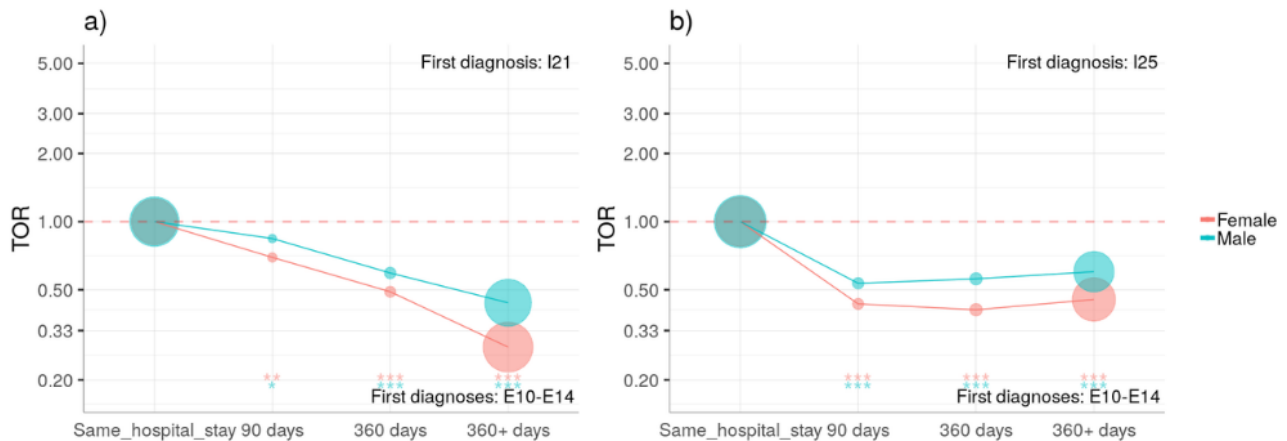 a)
First diagnosis: I21
5.00
3.00
2.00
1.00
0.50
0.33
0.20
TOR
** *** ***
* *** ***
First diagnoses: E10-E14
Same_hospital_stay 90 days 360 days 360+ days
b)
First diagnosis: I25
5.00
3.00
2.00
1.00
0.50
0.33
0.20
TOR
*** *** ***
*** *** ***
First diagnoses: E10-E14
Same_hospital_stay 90 days 360 days 360+ days
Female
Male